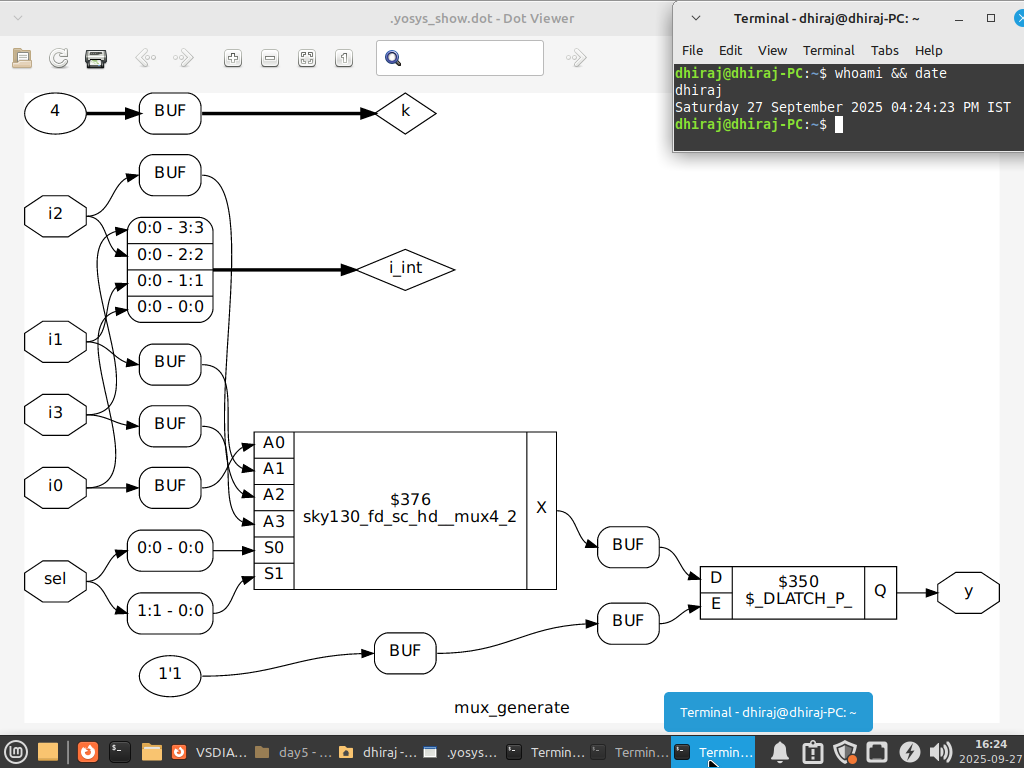 .yosys_show.dot - Dot Viewer
Terminal - dhiraj@dhiraj-PC: ~
File Edit View Terminal Tabs Help
dhiraj@dhiraj-PC:~$ whoami && date
dhiraj
Saturday 27 September 2025 04:24:23 PM IST
dhiraj@dhiraj-PC:~$
4
BUF
k
BUF
i2
0:0 - 3:3
0:0 - 2:2
0:0 - 1:1
0:0 - 0:0
i_int
i1
BUF
i3
BUF
i0
BUF
A0
A1
A2
A3
S0
S1
$376
sky130_fd_sc_hd__mux4_2
X
sel
0:0 - 0:0
1:1 - 0:0
BUF
BUF
D
E
$350
$_DLATCH_P_
Q
y
1'1
BUF
mux_generate
Terminal - dhiraj@dhiraj-PC: ~
VSDIA...
day5 - ...
dhiraj -...
.yosys...
Termin...
Termin...
Termin...
16:24
2025-09-27